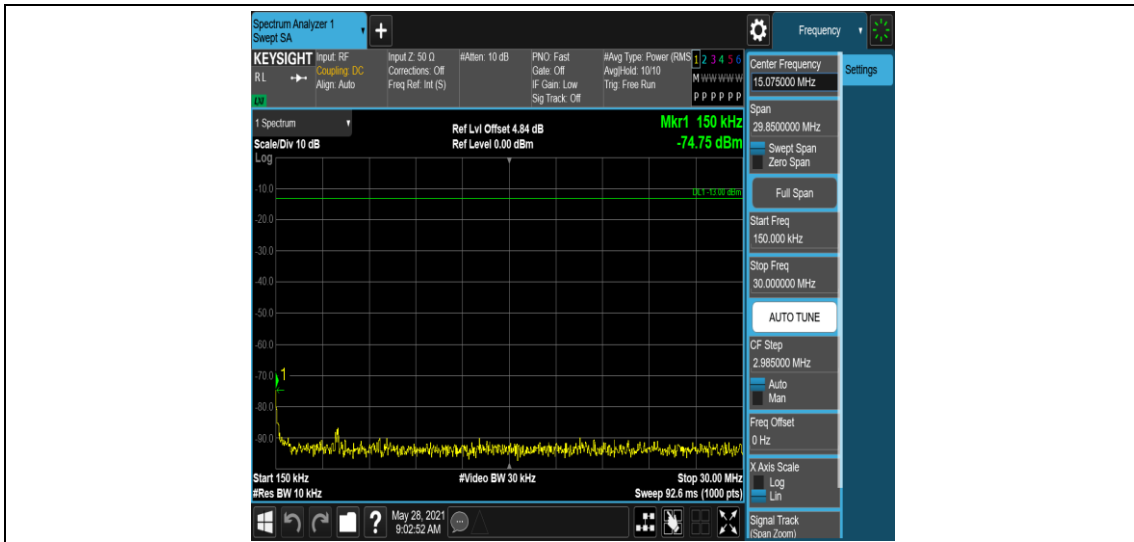 Spectrum Analyzer 1
Swept SA
+
Frequency
KEYSIGHT
RL
LXI
Input: RF
Coupling: DC
Align: Auto
Input Z: 50 Ω
Corrections: Off
Freq Ref: Int (S)
#Atten: 10 dB
PNO: Fast
Gate: Off
IF Gain: Low
Sig Track: Off
#Avg Type: Power (RMS
Avg|Hold: 10/10
Trig: Free Run
1 2 3 4 5 6
M W W W W W
P P P P P P
1 Spectrum
Scale/Div 10 dB
Log
Ref Lvl Offset 4.84 dB
Ref Level 0.00 dBm
Mkr1 150 kHz
-74.75 dBm
DL1 -13.00 dBm
-10.0
-20.0
-30.0
-40.0
-50.0
-60.0
-70.0
1
-80.0
-90.0
Start 150 kHz
#Video BW 30 kHz
Stop 30.00 MHz
#Res BW 10 kHz
Sweep 92.6 ms (1000 pts)
Center Frequency
15.075000 MHz
Settings
Span
29.8500000 MHz
Swept Span
Zero Span
Full Span
Start Freq
150.000 kHz
Stop Freq
30.000000 MHz
AUTO TUNE
CF Step
2.985000 MHz
Auto
Man
Freq Offset
0 Hz
X Axis Scale
Log
Lin
Signal Track
(Span Zoom)
?
May 28, 2021
9:02:52 AM